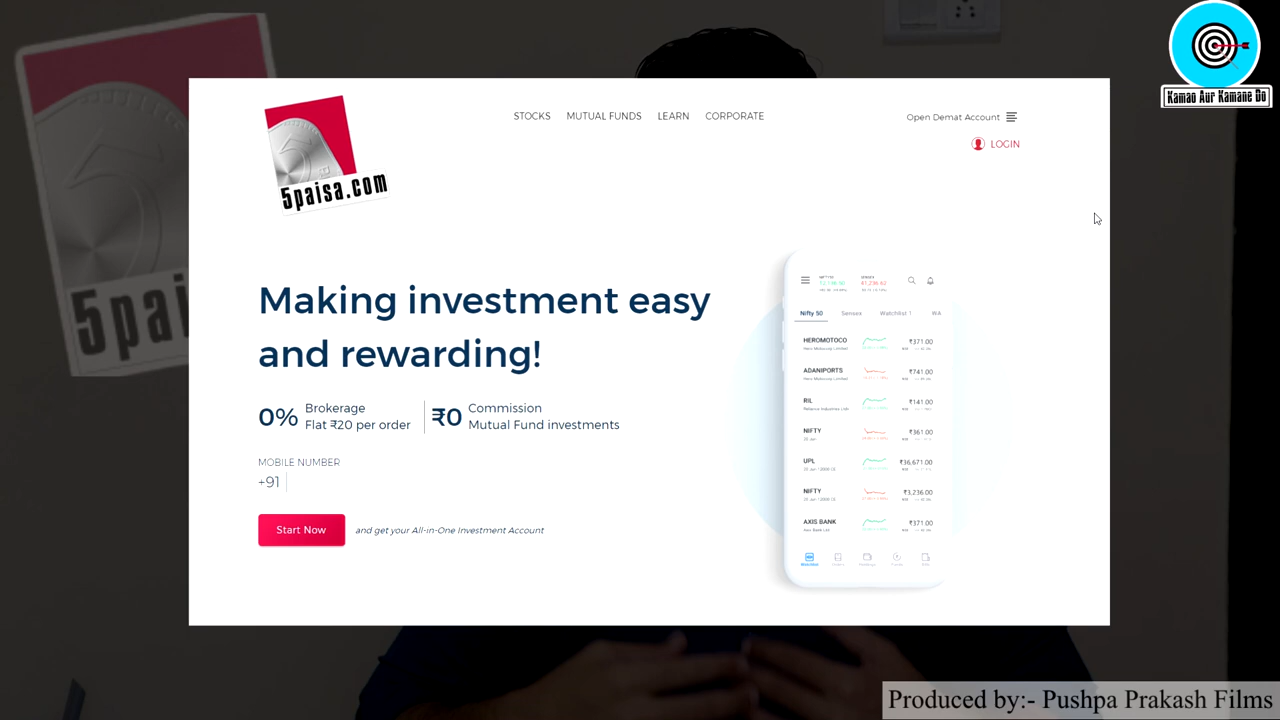 Kamao Aur Kamane Do
STOCKS MUTUAL FUNDS LEARN CORPORATE
Open Demat Account
LOGIN
5paisa.com
Making investment easy
and rewarding!
0% Brokerage
Flat ₹20 per order
₹0 Commission
Mutual Fund investments
MOBILE NUMBER
+91
Start Now and get your All-in-One Investment Account
Nifty 50 Sensex Watchlist 1 WA
HEROMOTOCO ₹371.00
ADANIPORTS ₹741.00
RIL ₹141.00
NIFTY ₹361.00
UPL ₹36,671.00
NIFTY ₹3,236.00
AXIS BANK ₹371.00
Produced by:- Pushpa Prakash Films